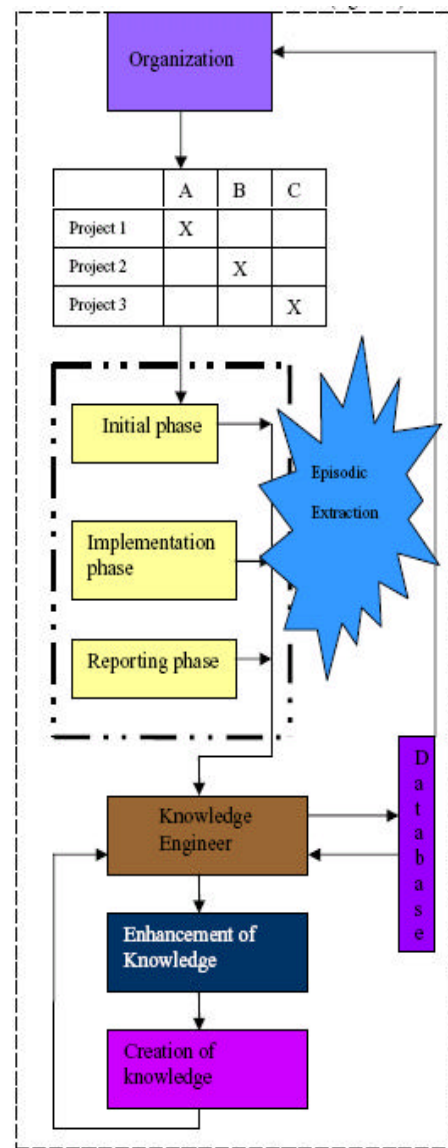 Organization
A B C
Project 1 X
Project 2 X
Project 3 X
Initial phase
Episodic
Extraction
Implementation
phase
Reporting phase
Knowledge
Engineer
Database
Enhancement of
Knowledge
Creation of
knowledge